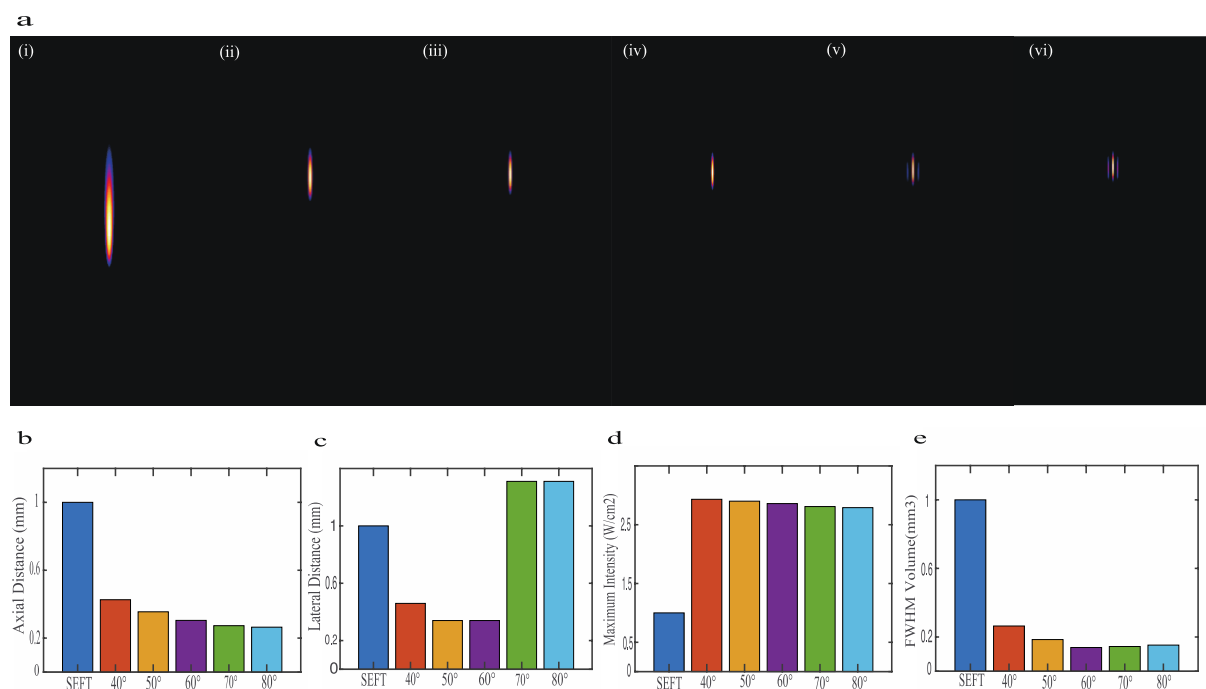 a
(i) (ii) (iii) (iv) (v) (vi)
b
Axial Distance (mm)
1
0.6
0.2
0
SEFT 40° 50° 60° 70° 80°
c
Lateral Distance (mm)
1
0.6
0.2
0
SEFT 40° 50° 60° 70° 80°
d
Maximum Intensity (W/cm2)
2.5
1.5
0.5
0
SEFT 40° 50° 60° 70° 80°
e
FWHM Volume(mm3)
1
0.6
0.2
0
SEFT 40° 50° 60° 70° 80°